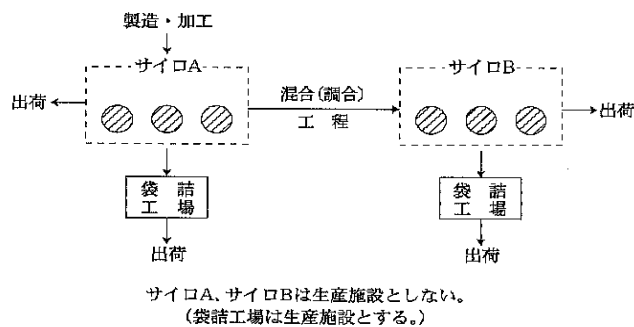 製造・加工
サイロA
サイロB
混合(調合)
工程
出荷
出荷
袋詰
工場
袋詰
工場
出荷
出荷
サイロA、サイロBは生産施設としない。
(袋詰工場は生産施設とする。)